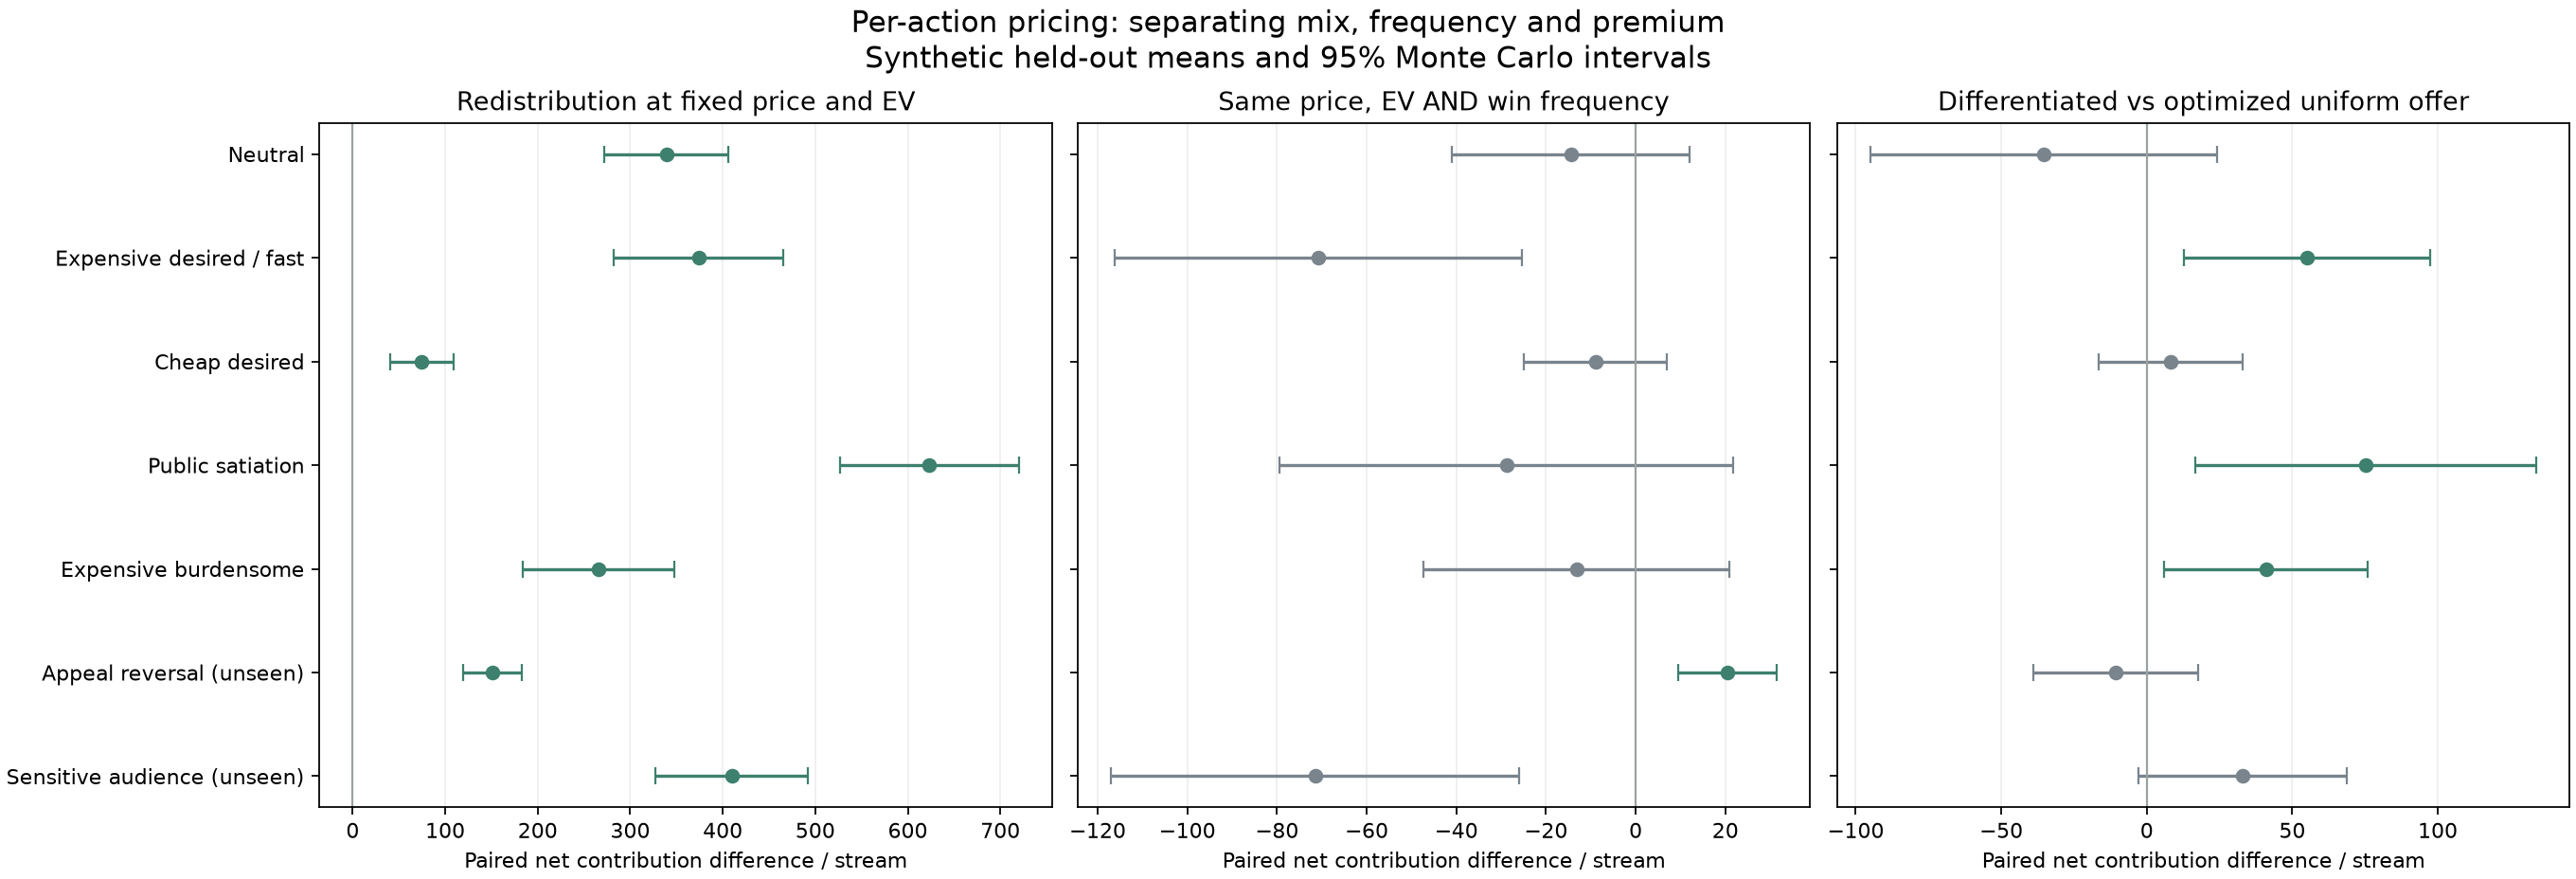 Per-action pricing: separating mix, frequency and premium
Synthetic held-out means and 95% Monte Carlo intervals
Redistribution at fixed price and EV
Same price, EV AND win frequency
Differentiated vs optimized uniform offer
Neutral
Expensive desired / fast
Cheap desired
Public satiation
Expensive burdensome
Appeal reversal (unseen)
Sensitive audience (unseen)
0 100 200 300 400 500 600 700
−120 −100 −80 −60 −40 −20 0 20
−100 −50 0 50 100
Paired net contribution difference / stream
Paired net contribution difference / stream
Paired net contribution difference / stream